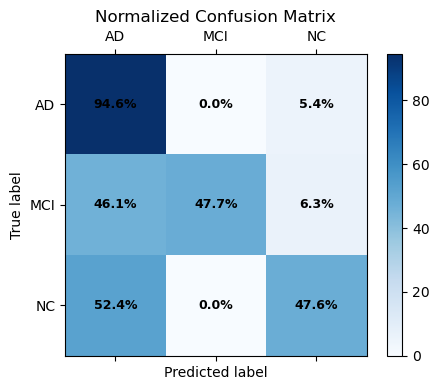 Normalized Confusion Matrix
AD MCI NC
AD 94.6% 0.0% 5.4%
MCI 46.1% 47.7% 6.3%
NC 52.4% 0.0% 47.6%
True label
Predicted label
80
60
40
20
0